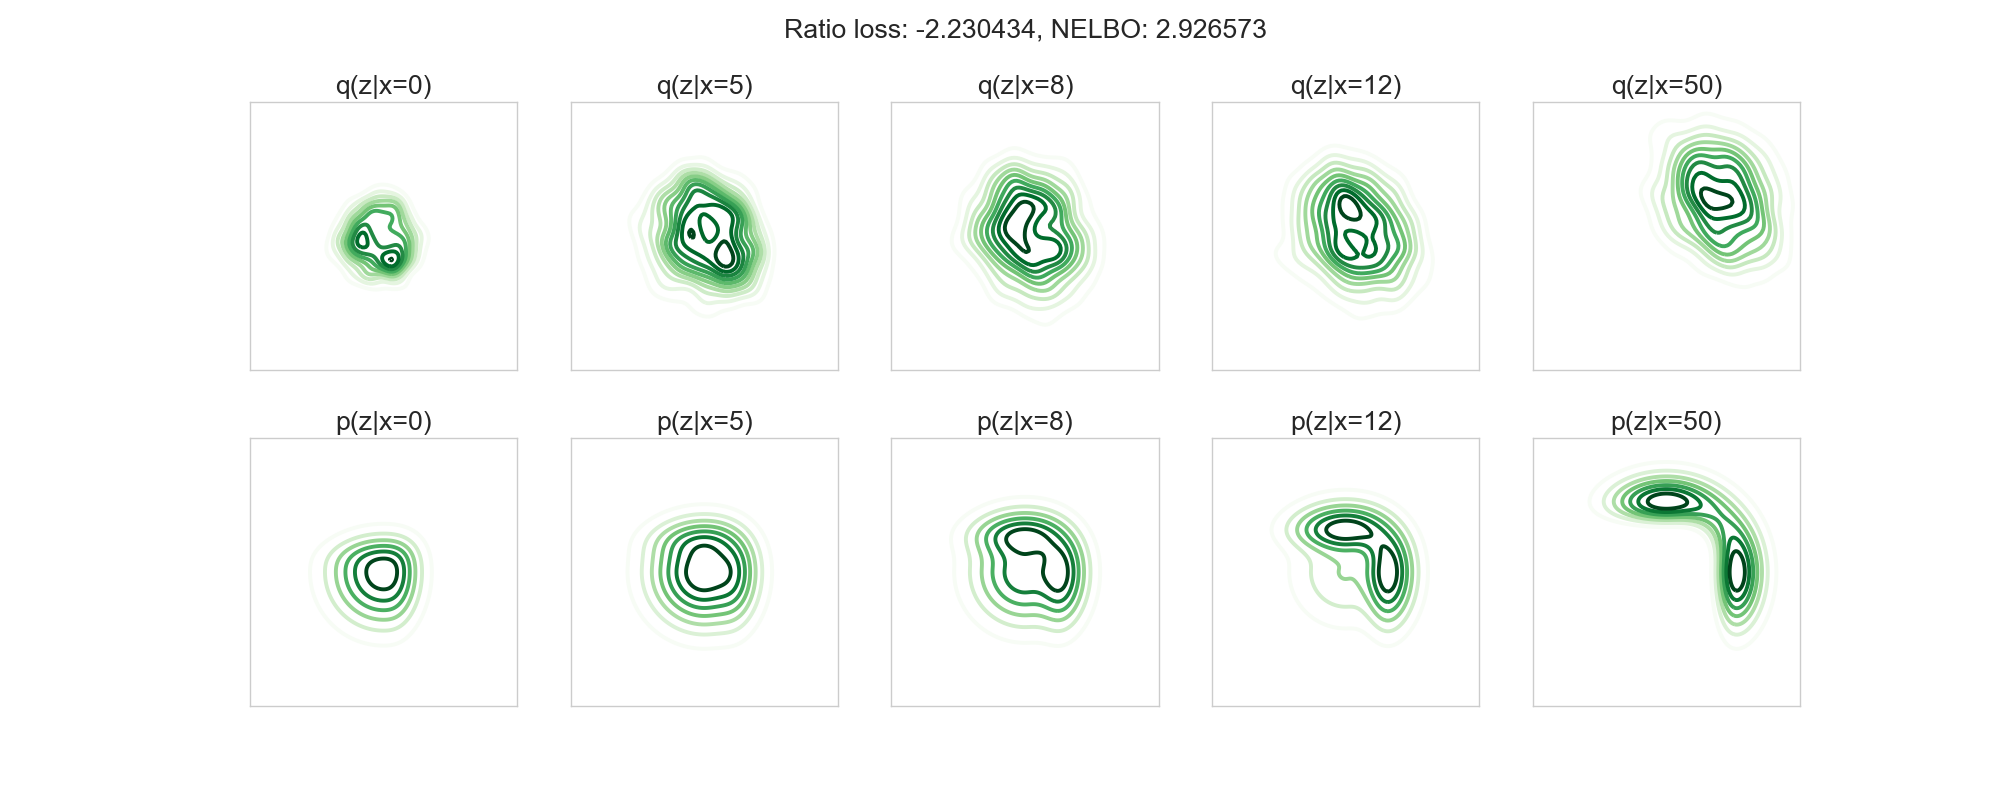 Ratio loss: -2.230434, NELBO: 2.926573
q(z|x=0) q(z|x=5) q(z|x=8) q(z|x=12) q(z|x=50)
p(z|x=0) p(z|x=5) p(z|x=8) p(z|x=12) p(z|x=50)